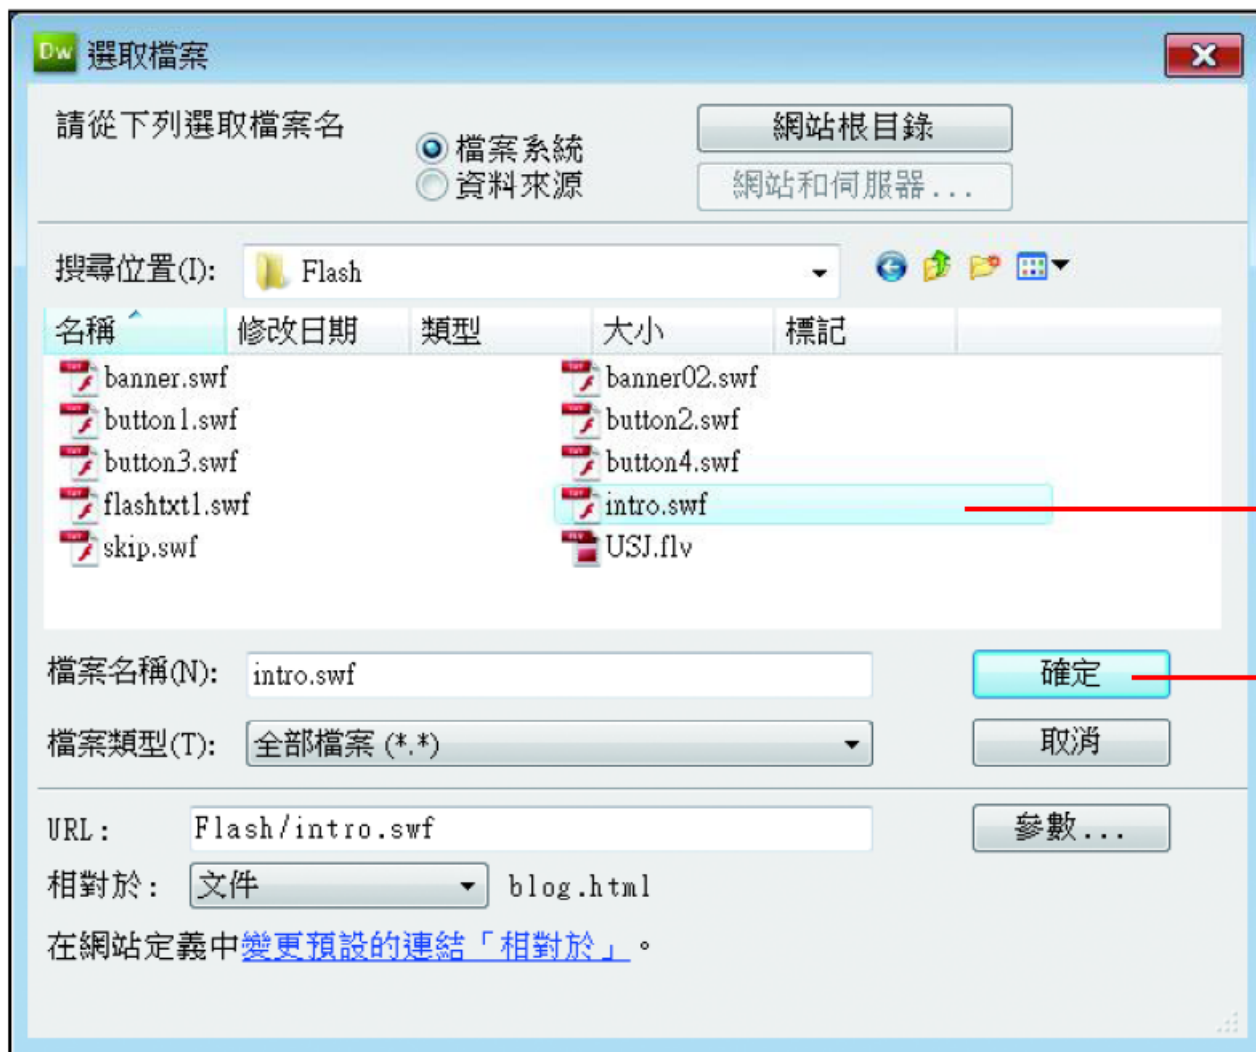 Dw 選取檔案
請從下列選取檔案名
檔案系統
資料來源
網站根目錄
網站和伺服器...
搜尋位置(I): Flash
名稱 修改日期 類型 大小 標記
banner.swf banner02.swf
button1.swf button2.swf
button3.swf button4.swf
flashtxt1.swf intro.swf
skip.swf USJ.flv
檔案名稱(N): intro.swf 確定
檔案類型(T): 全部檔案 (*.*) 取消
URL: Flash/intro.swf 參數...
相對於: 文件 blog.html
在網站定義中變更預設的連結「相對於」。